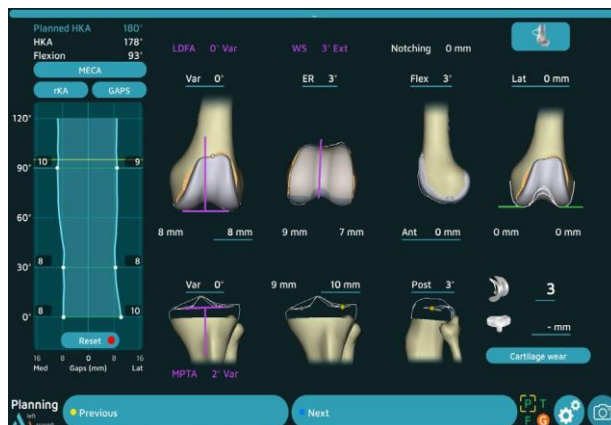 Planned HKA 180°
HKA 178°
Flexion 93°
MECA
rKA GAPS
LDFA 0° Var
WS 3° Ext
Notching 0 mm
Var 0°
ER 3°
Flex 3°
Lat 0 mm
120°
10 9
90°
60°
8 8
30°
8 10
0°
Reset
16 8 0 8 16
Med Gaps (mm) Lat
8 mm 8 mm
9 mm 7 mm
Ant 0 mm
0 mm 0 mm
Var 0°
9 mm 10 mm
Post 3°
3
- mm
MPTA 2° Var
Cartilage wear
Planning
left
Previous
Next
P T
F G